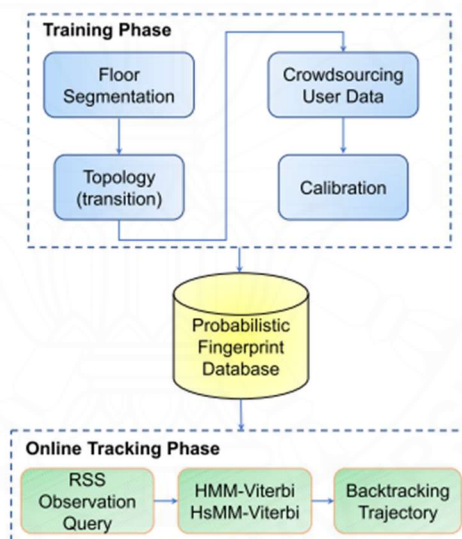 Training Phase
Floor
Segmentation
Topology
(transition)
Crowdsourcing
User Data
Calibration
Probabilistic
Fingerprint
Database
Online Tracking Phase
RSS
Observation
Query
HMM-Viterbi
HsMM-Viterbi
Backtracking
Trajectory